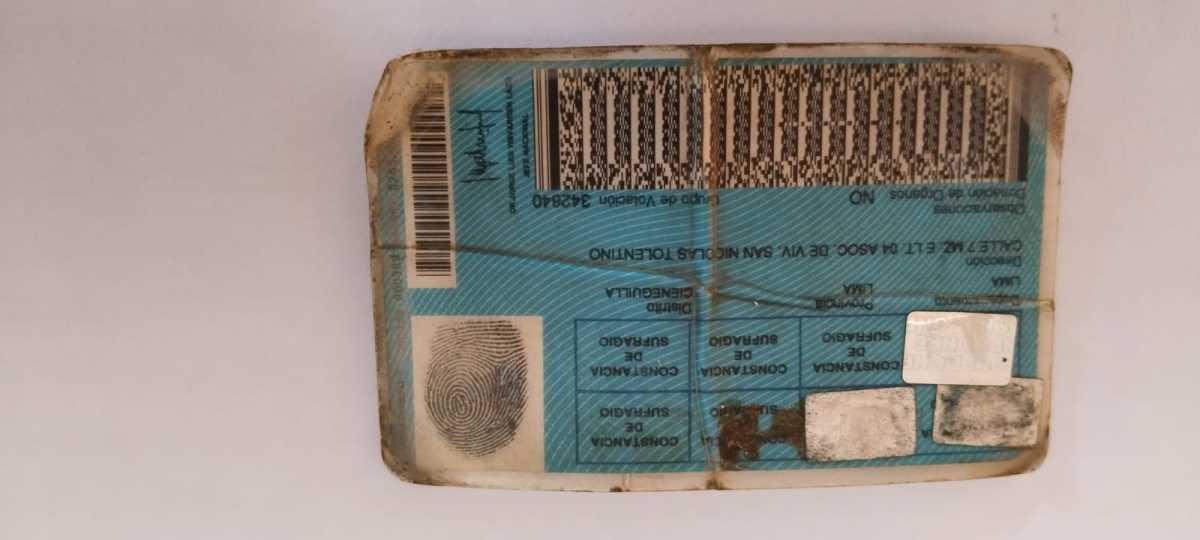 CONSTANCIA
DE
SUFRAGIO
CONSTANCIA CONSTANCIA CONSTANCIA
DE DE DE
SUFRAGIO SUFRAGIO SUFRAGIO
Departamento Provincia Distrito
LIMA LIMA CIENEGUILLA
Dirección
CALLE 7 MZ. E LT. 04 ASOC. DE VIV. SAN NICOLAS TOLENTINO
Observaciones
Donación de Órganos NO Grupo de Votación 342840
JEFE NACIONAL